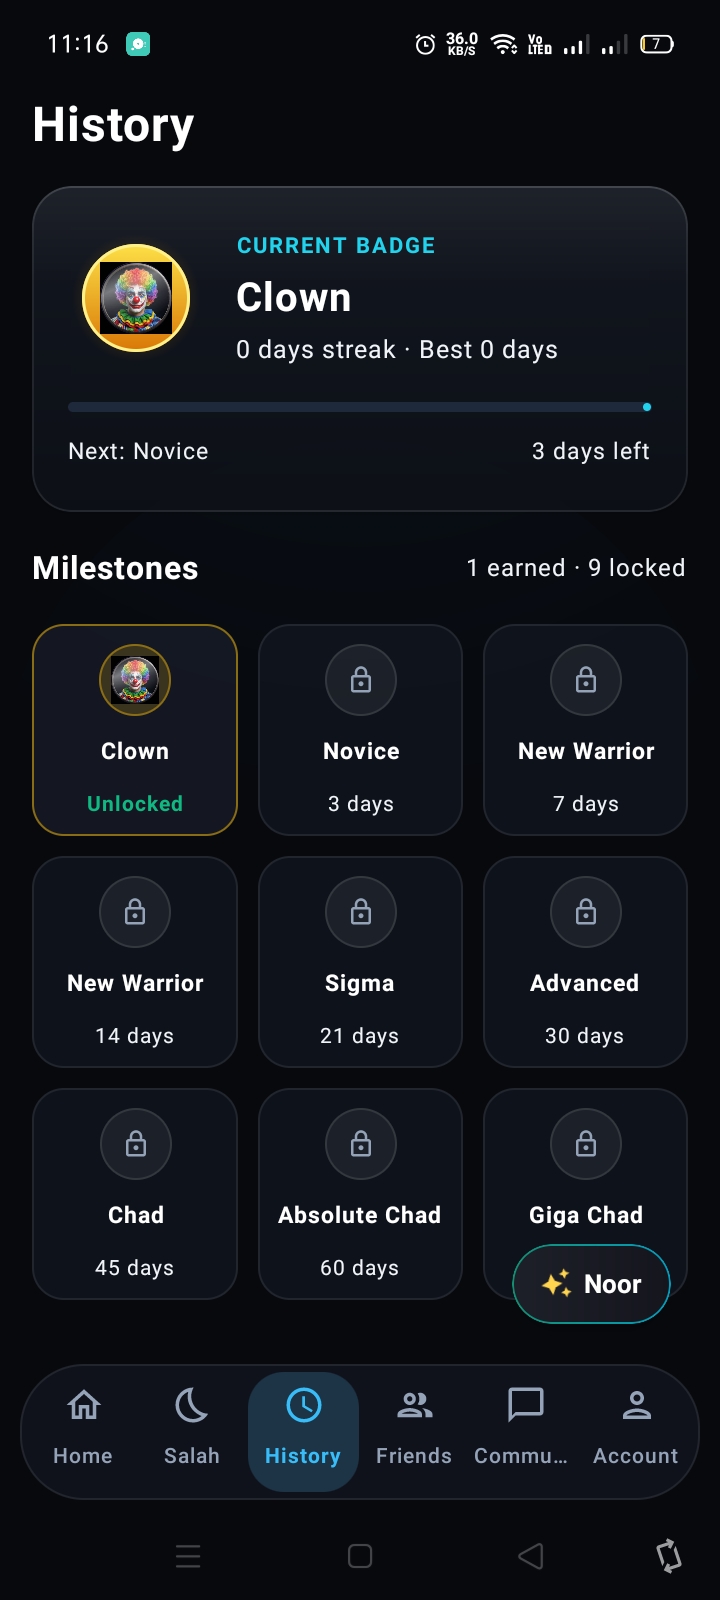 11:16
36.0
KB/S
Vo
LTED
7
History
CURRENT BADGE
Clown
0 days streak · Best 0 days
Next: Novice
3 days left
Milestones
1 earned · 9 locked
Clown
Unlocked
Novice
3 days
New Warrior
7 days
New Warrior
14 days
Sigma
21 days
Advanced
30 days
Chad
45 days
Absolute Chad
60 days
Giga Chad
Noor
Home
Salah
History
Friends
Commu…
Account